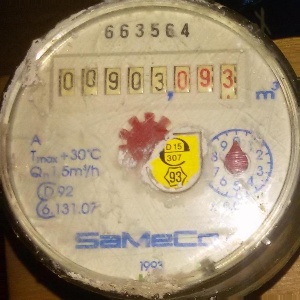 663564
00903,093 m³
A
Tmax +30°C
Qn 1,5m³/h
D 92
6.131.07
D 15
307
93
SaMeCo
1993